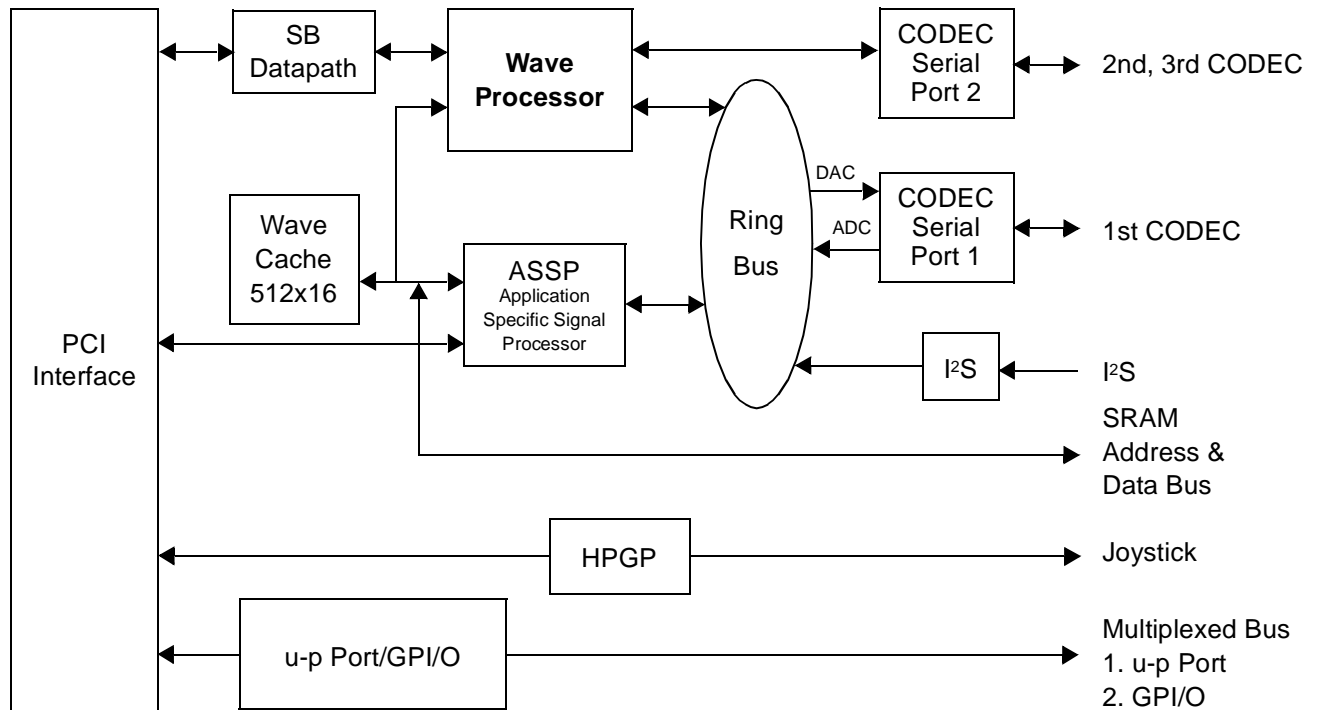 SB
Datapath
Wave
Processor
CODEC
Serial
Port 2
2nd, 3rd CODEC
Wave
Cache
512x16
ASSP
Application
Specific Signal
Processor
Ring
Bus
DAC
ADC
CODEC
Serial
Port 1
1st CODEC
PCI
Interface
I²S
I²S
SRAM
Address &
Data Bus
HPGP
Joystick
u-p Port/GPI/O
Multiplexed Bus
1. u-p Port
2. GPI/O